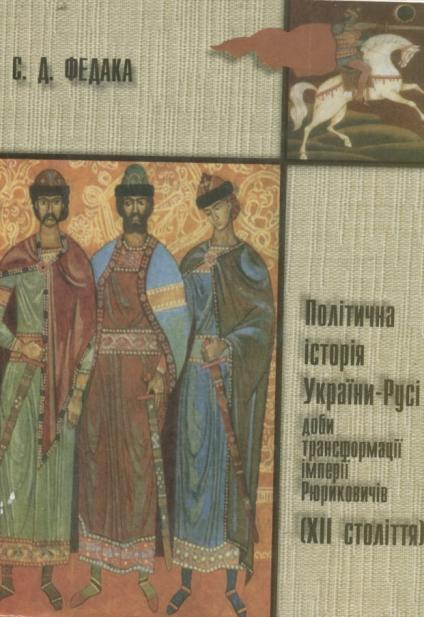 С. Д. ФЕДАКА
Політична
історія
України-Русі
доби
трансформації
імперії
Рюриковичів
(XII століття)